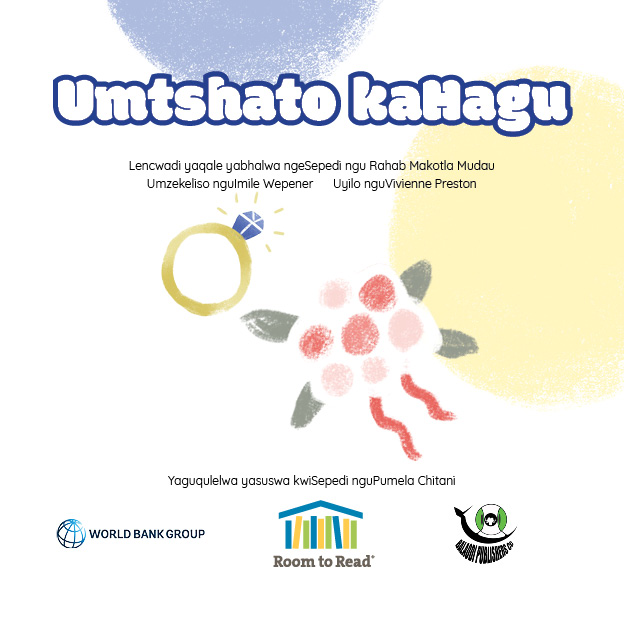 Umtshato kaHagu
Lencwadi yaqale yabhalwa ngeSepedi ngu Rahab Makotla Mudau
Umzekeliso nguImile Wepener Uyilo nguVivienne Preston
Yaguqulelwa yasuswa kwiSepedi nguPumela Chitani
WORLD BANK GROUP
Room to Read